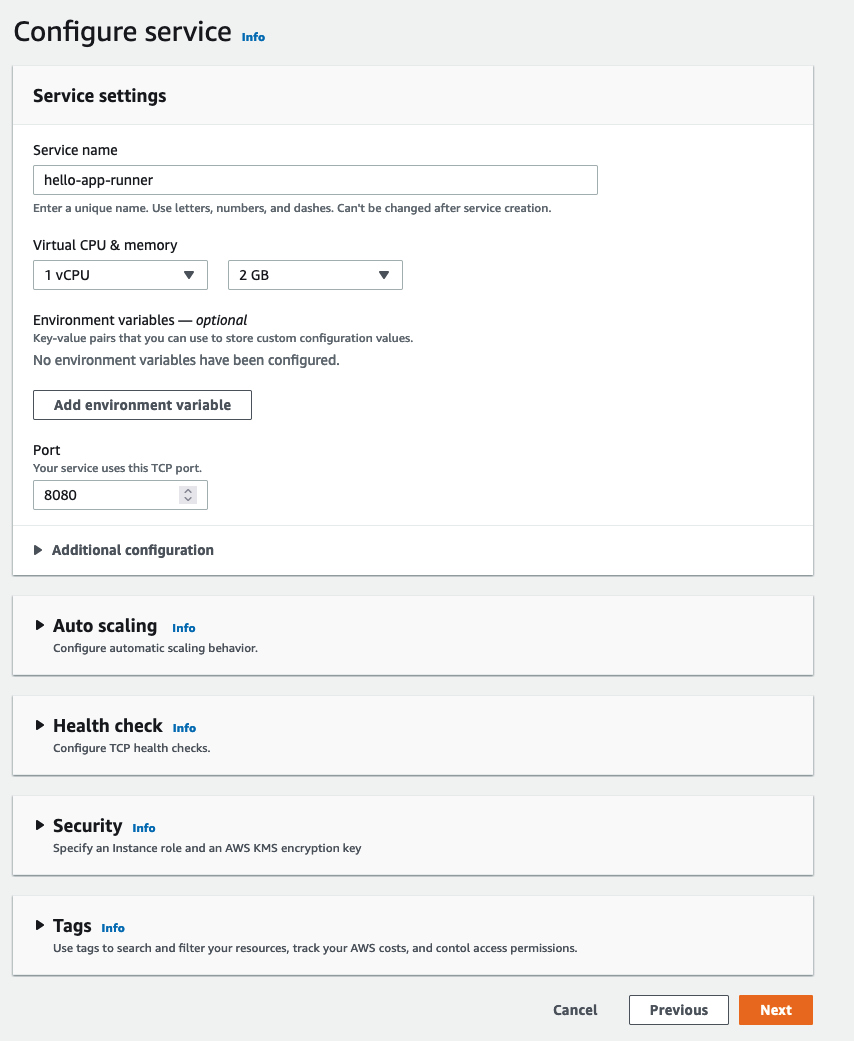 Configure service Info
Service settings
Service name
hello-app-runner
Enter a unique name. Use letters, numbers, and dashes. Can't be changed after service creation.
Virtual CPU & memory
1 vCPU 2 GB
Environment variables — optional
Key-value pairs that you can use to store custom configuration values.
No environment variables have been configured.
Add environment variable
Port
Your service uses this TCP port.
8080
Additional configuration
Auto scaling Info
Configure automatic scaling behavior.
Health check Info
Configure TCP health checks.
Security Info
Specify an Instance role and an AWS KMS encryption key
Tags Info
Use tags to search and filter your resources, track your AWS costs, and contol access permissions.
Cancel Previous Next